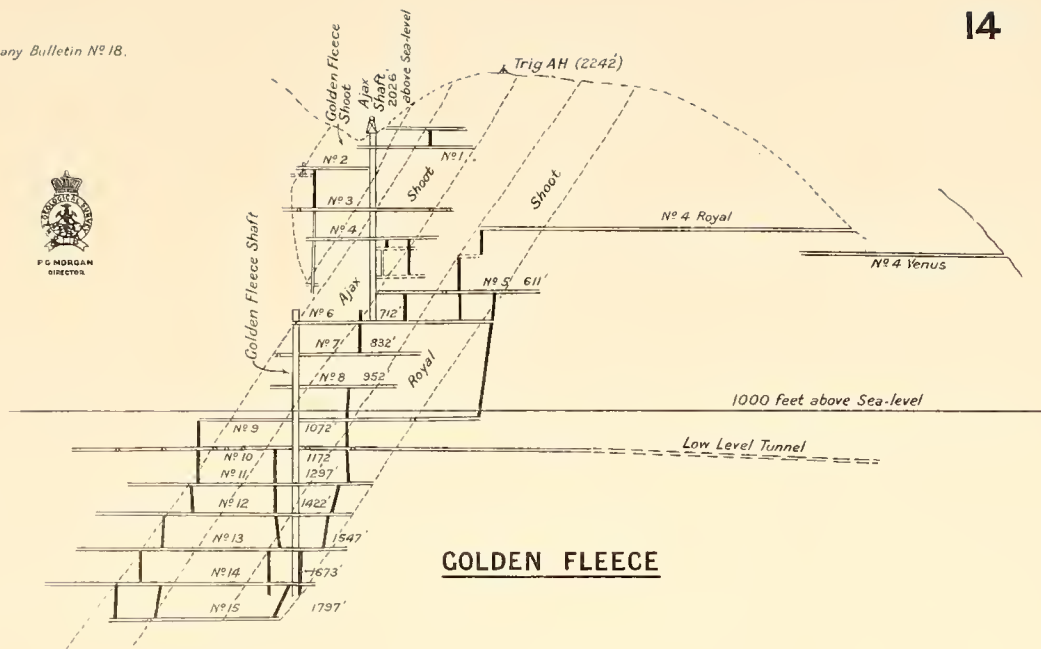 any Bulletin Nº 18.
14
GEOLOGICAL SURVEY
P G MORGAN
DIRECTOR
Golden Fleece
Shoot
Ajax
Shaft 2026'
above Sea-level
Trig AH (2242')
Nº 1
Nº 2
Shoot
Shoot
Nº 3
Nº 4
Nº 4 Royal
Nº 4 Venus
Ajax
Nº 5 611'
Golden Fleece Shaft
Nº 6 712'
Nº 7 832'
Royal
Nº 8 952'
1000 feet above Sea-level
Nº 9 1072'
Low Level Tunnel
Nº 10 1172'
Nº 11 1297'
Nº 12 1422'
Nº 13 1547'
GOLDEN FLEECE
Nº 14 1673'
Nº 15 1797'